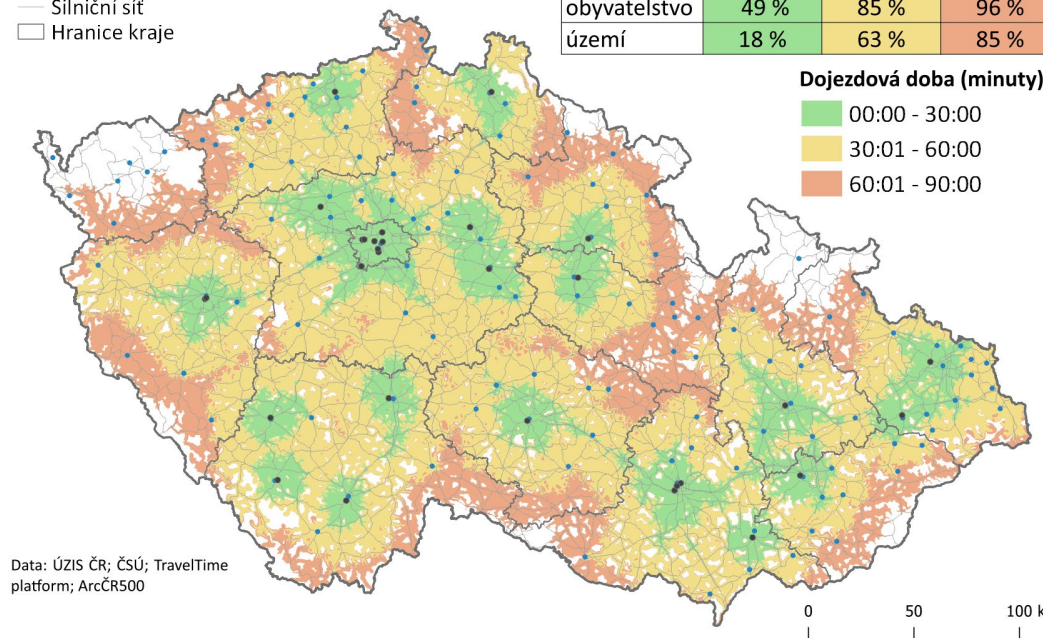 Silniční síť
Hranice kraje
obyvatelstvo 49 % 85 % 96 %
území 18 % 63 % 85 %
Dojezdová doba (minuty)
00:00 - 30:00
30:01 - 60:00
60:01 - 90:00
Data: ÚZIS ČR; ČSÚ; TravelTime
platform; ArcČR500
0 50 100 k